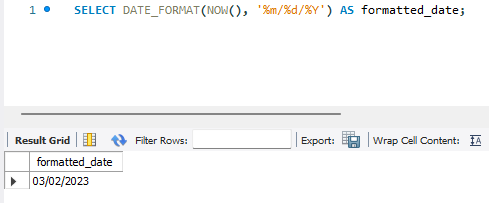 1 SELECT DATE_FORMAT(NOW(), '%m/%d/%Y') AS formatted_date;
Result Grid Filter Rows: Export: Wrap Cell Content:
formatted_date
03/02/2023